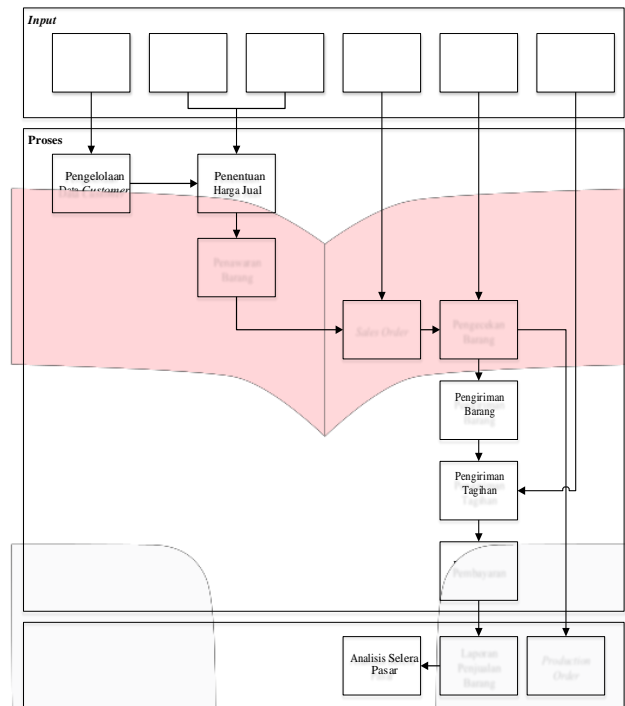 Input
Proses
Pengelolaan
Data Customer
Penentuan
Harga Jual
Penawaran
Barang
Sales Order
Pengecekan
Barang
Pengiriman
Barang
Pengiriman
Tagihan
Pembayaran
Analisis Selera
Pasar
Laporan
Penjualan
Barang
Production
Order